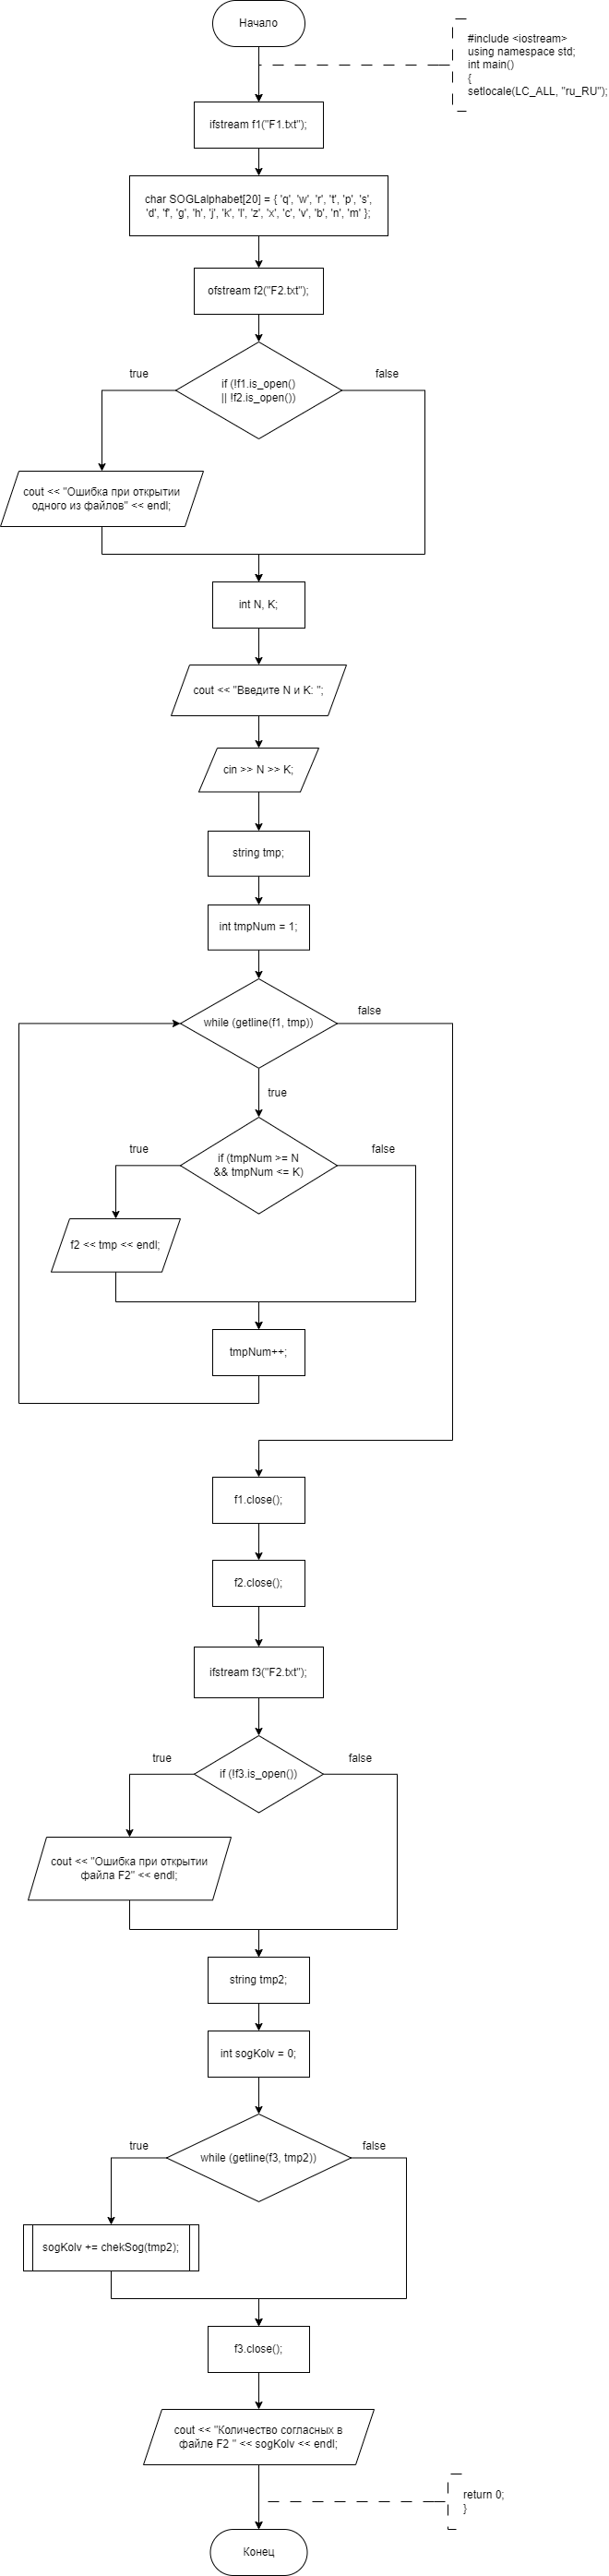 Начало
#include <iostream>
using namespace std;
int main()
{
setlocale(LC_ALL, "ru_RU");
ifstream f1("F1.txt");
char SOGLalphabet[20] = { 'q', 'w', 'r', 't', 'p', 's',
'd', 'f', 'g', 'h', 'j', 'k', 'l', 'z', 'x', 'c', 'v', 'b', 'n', 'm' };
ofstream f2("F2.txt");
true
false
if (!f1.is_open()
|| !f2.is_open())
cout << "Ошибка при открытии
одного из файлов" << endl;
int N, K;
cout << "Введите N и K: ";
cin >> N >> K;
string tmp;
int tmpNum = 1;
false
while (getline(f1, tmp))
true
true
false
if (tmpNum >= N
&& tmpNum <= K)
f2 << tmp << endl;
tmpNum++;
f1.close();
f2.close();
ifstream f3("F2.txt");
true
false
if (!f3.is_open())
cout << "Ошибка при открытии
файла F2" << endl;
string tmp2;
int sogKolv = 0;
true
false
while (getline(f3, tmp2))
sogKolv += chekSog(tmp2);
f3.close();
cout << "Количество согласных в
файле F2 " << sogKolv << endl;
return 0;
}
Конец